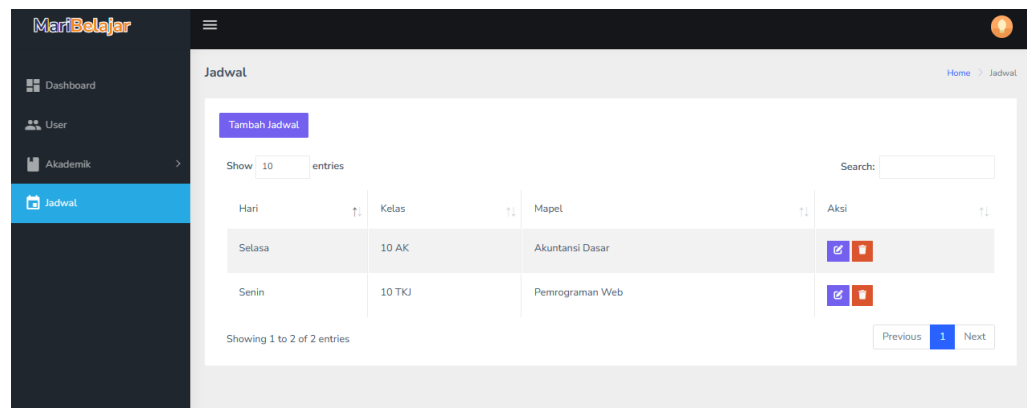 MariBelajar
Jadwal
Home > Jadwal
Dashboard
User
Akademik >
Jadwal
Tambah Jadwal
Show 10 entries
Search:
Hari Kelas Mapel Aksi
Selasa 10 AK Akuntansi Dasar
Senin 10 TKJ Pemrograman Web
Showing 1 to 2 of 2 entries
Previous 1 Next